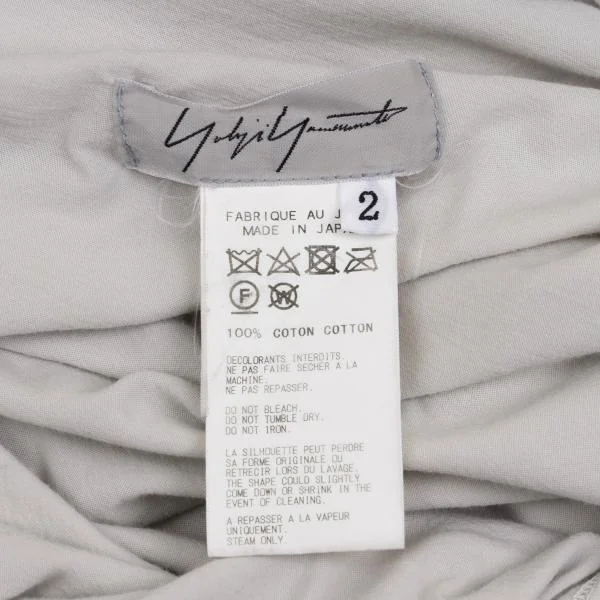 Yohji Yamamoto
2
FABRIQUE AU J
MADE IN JAPA
F
W
100% COTON COTTON
DECOLORANTS INTERDITS.
NE PAS FAIRE SECHER A LA
MACHINE.
NE PAS REPASSER.
DO NOT BLEACH.
DO NOT TUMBLE DRY.
DO NOT IRON.
LA SILHOUETTE PEUT PERDRE
SA FORME ORIGINALE OU
RETRECIR LORS DU LAVAGE.
THE SHAPE COULD SLIGHTLY
COME DOWN OR SHRINK IN THE
EVENT OF CLEANING.
A REPASSER A LA VAPEUR
UNIQUEMENT.
STEAM ONLY.